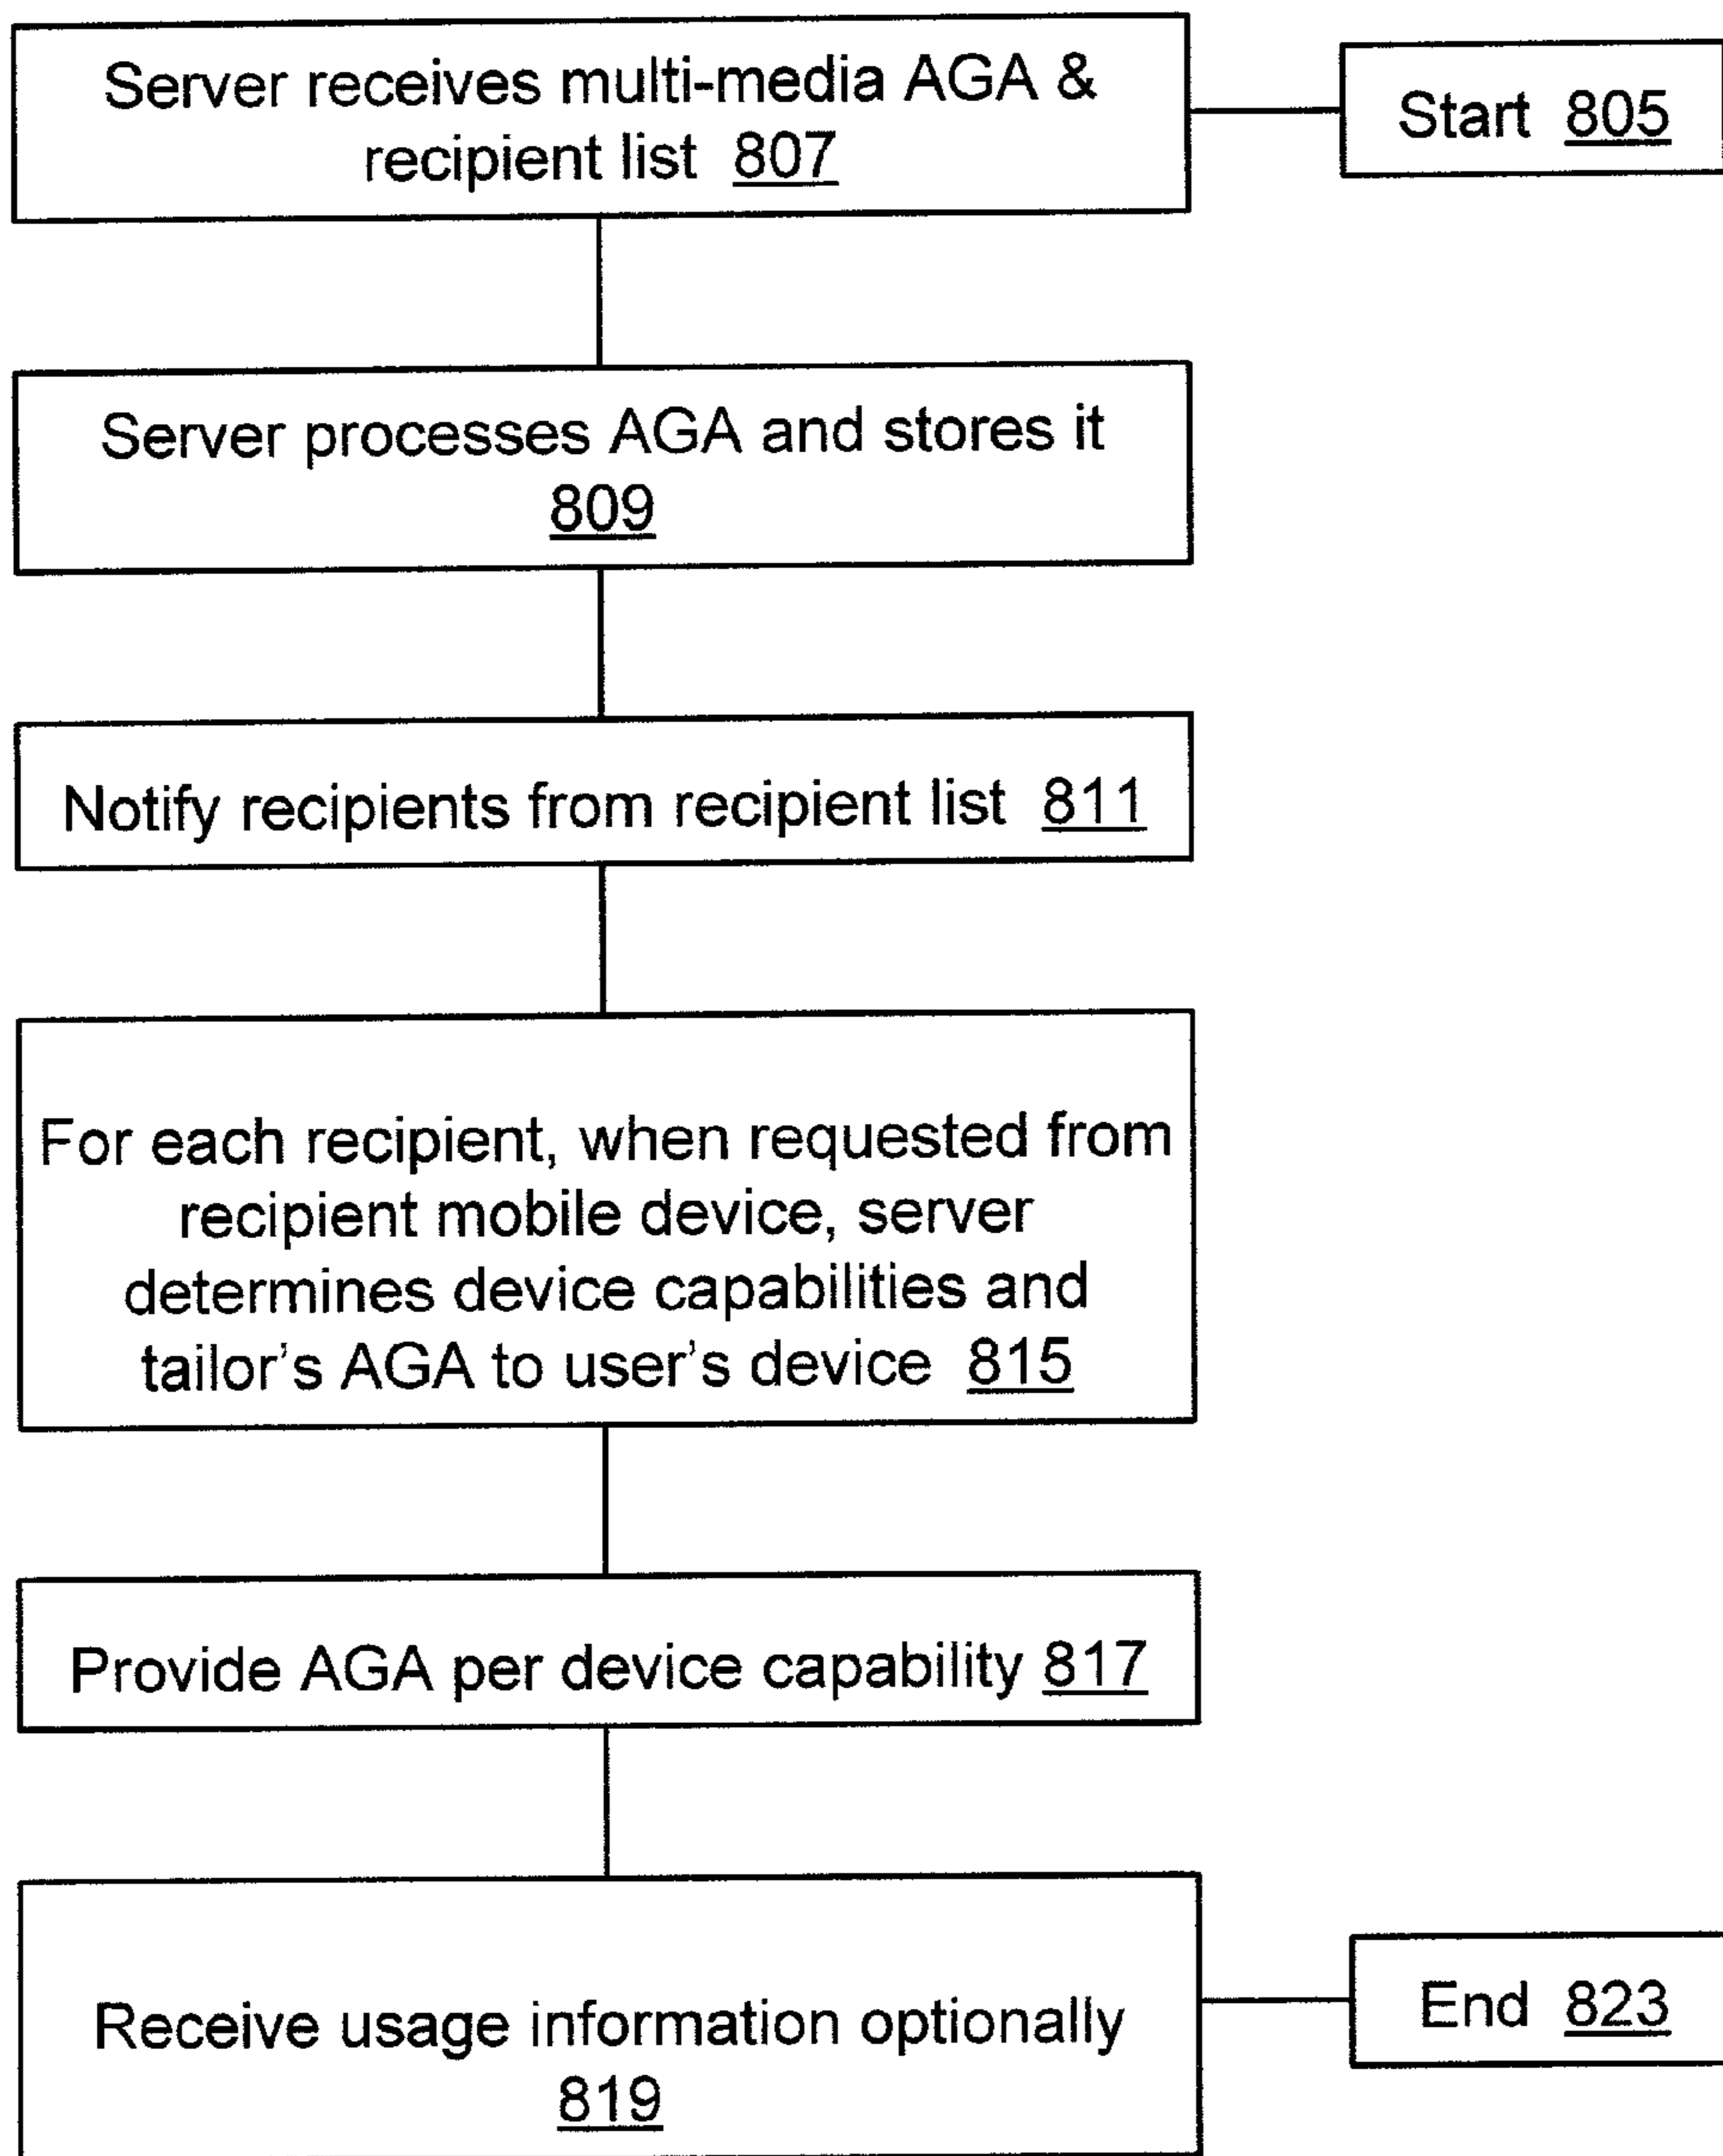 Server receives multi-media AGA &
recipient list 807
Start 805
Server processes AGA and stores it
809
Notify recipients from recipient list 811
For each recipient, when requested from
recipient mobile device, server
determines device capabilities and
tailor's AGA to user's device 815
Provide AGA per device capability 817
Receive usage information optionally
819
End 823